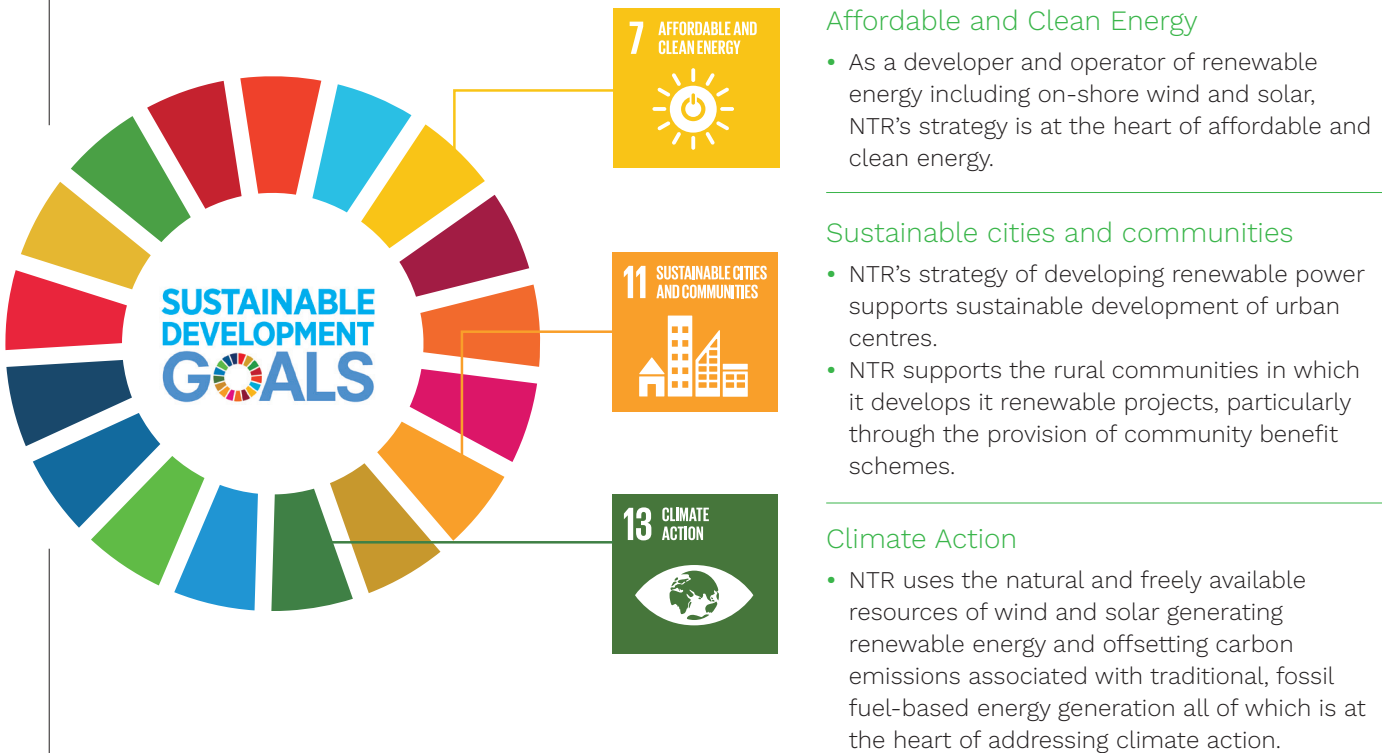 SUSTAINABLE
DEVELOPMENT
GOALS
7 AFFORDABLE AND
CLEAN ENERGY
Affordable and Clean Energy
• As a developer and operator of renewable
energy including on-shore wind and solar,
NTR's strategy is at the heart of affordable and
clean energy.
11 SUSTAINABLE CITIES
AND COMMUNITIES
Sustainable cities and communities
• NTR's strategy of developing renewable power
supports sustainable development of urban
centres.
• NTR supports the rural communities in which
it develops it renewable projects, particularly
through the provision of community benefit
schemes.
13 CLIMATE
ACTION
Climate Action
• NTR uses the natural and freely available
resources of wind and solar generating
renewable energy and offsetting carbon
emissions associated with traditional, fossil
fuel-based energy generation all of which is at
the heart of addressing climate action.